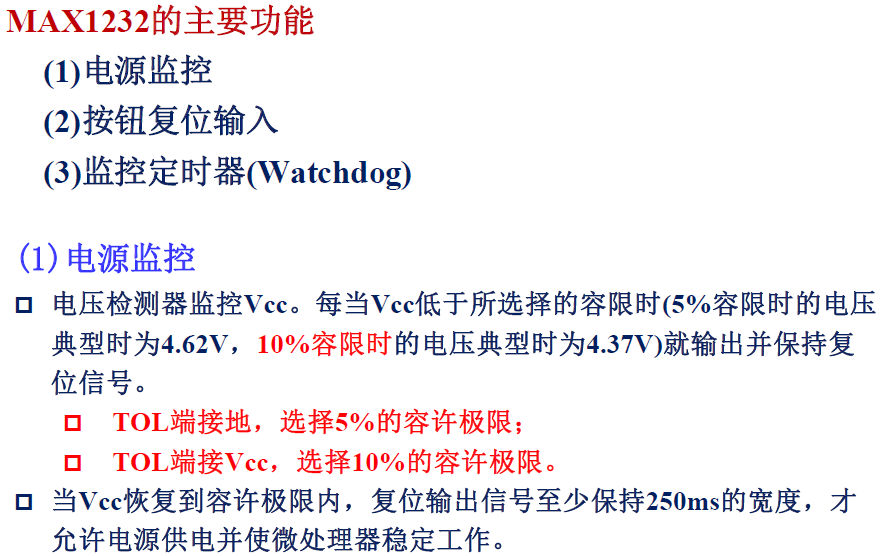 MAX1232的主要功能
(1)电源监控
(2)按钮复位输入
(3)监控定时器(Watchdog)
(1)电源监控
电压检测器监控Vcc。每当Vcc低于所选择的容限时(5%容限时的电压
典型时为4.62V，10%容限时的电压典型时为4.37V)就输出并保持复
位信号。
TOL端接地，选择5%的容许极限；
TOL端接Vcc，选择10%的容许极限。
当Vcc恢复到容许极限内，复位输出信号至少保持250ms的宽度，才
允许电源供电并使微处理器稳定工作。